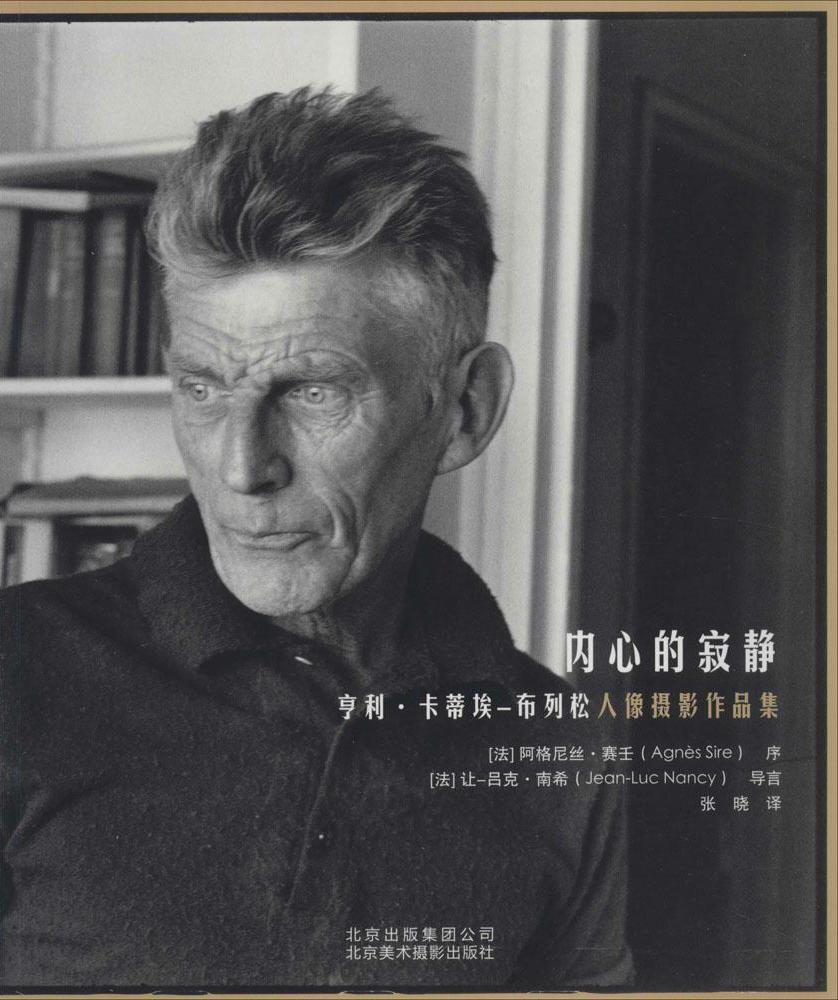 内心的寂静
亨利·卡蒂埃–布列松人像摄影作品集
[法] 阿格尼丝·赛壬（Agnès Sire） 序
[法] 让–吕克·南希（Jean-Luc Nancy） 导言
张 晓 译
北京出版集团公司
北京美术摄影出版社